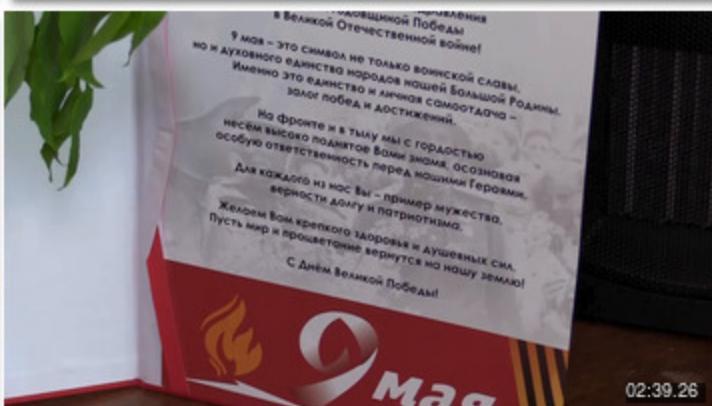 годовщиной Победы
в Великой Отечественной войне!
9 мая – это символ не только воинской славы,
но и духовного единства народов нашей Большой Родины.
Именно это единство и личная самоотдача –
залог побед и достижений.
На фронте и в тылу мы с гордостью
несём высоко поднятое Вами знамя, осознавая
особую ответственность перед нашими Героями.
Для каждого из нас Вы – пример мужества,
верности долгу и патриотизма.
Желаем Вам крепкого здоровья и душевных сил.
Пусть мир и процветание вернутся на нашу землю!
С Днём Великой Победы!
9 мая
02:39.26